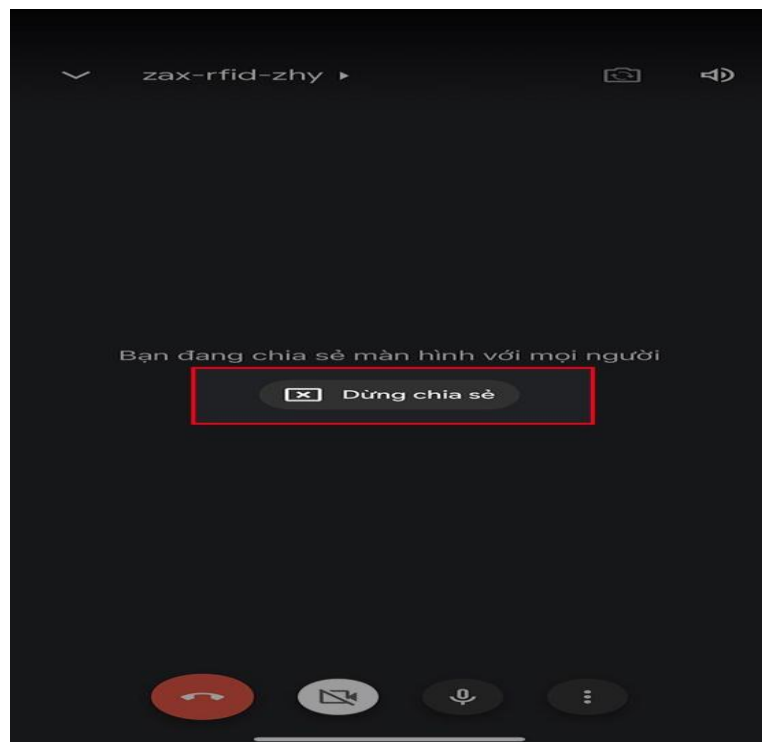 zax-rfid-zhy
Bạn đang chia sẻ màn hình với mọi người
Dừng chia sẻ